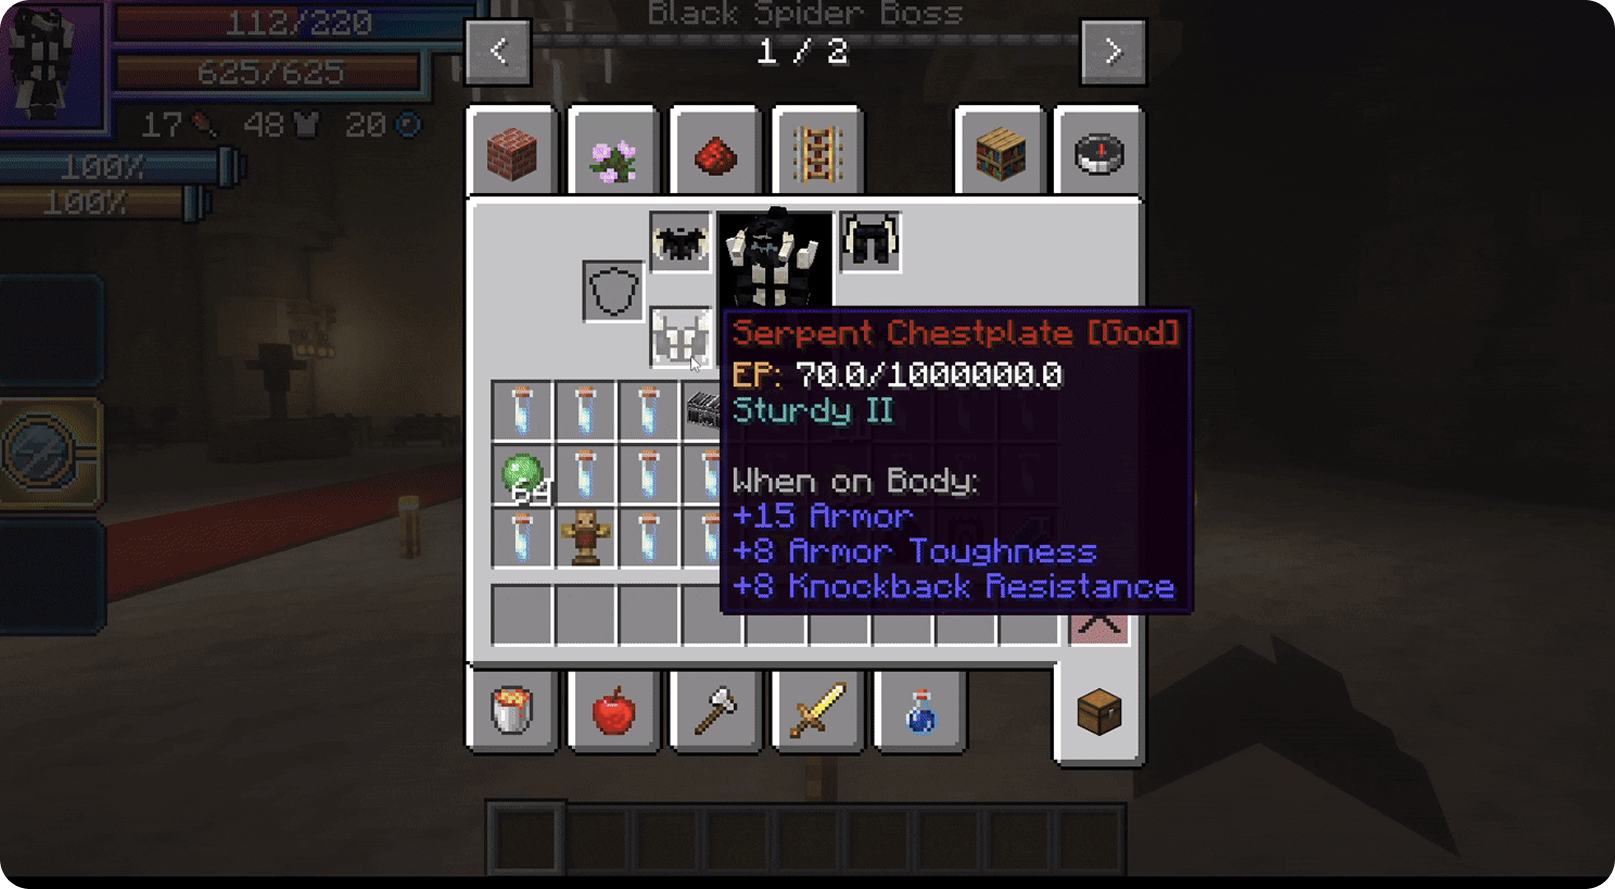 Black Spider Boss
112/220
< 1 / 2 >
625/625
17 48 20
100%
100%
Serpent Chestplate [God]
EP: 70.0/1000000.0
Sturdy II
64
When on Body:
+15 Armor
+8 Armor Toughness
+8 Knockback Resistance